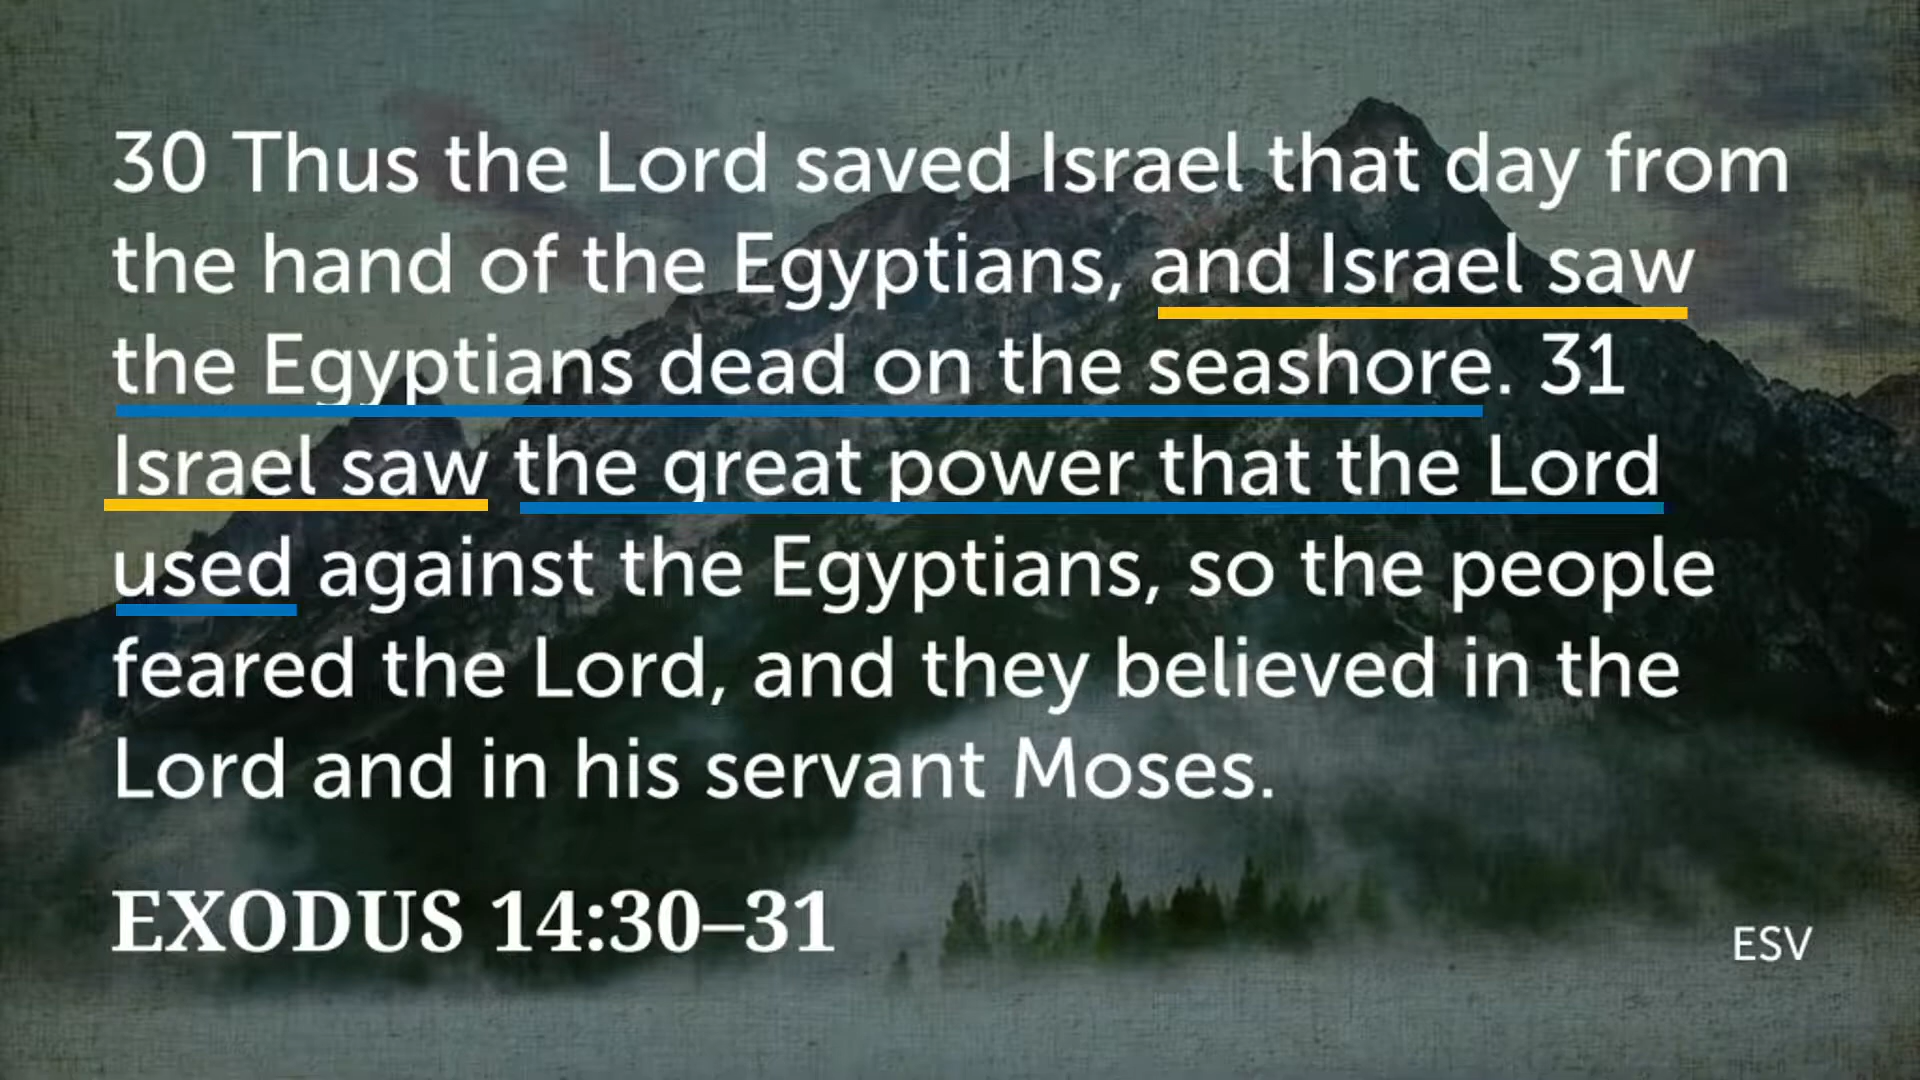 30 Thus the Lord saved Israel that day from
the hand of the Egyptians, and Israel saw
the Egyptians dead on the seashore. 31
Israel saw the great power that the Lord
used against the Egyptians, so the people
feared the Lord, and they believed in the
Lord and in his servant Moses.
EXODUS 14:30–31
ESV